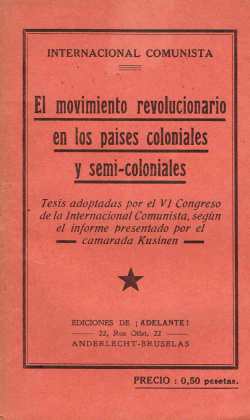 INTERNACIONAL COMUNISTA
El movimiento revolucionario
en los paises coloniales
y semi-coloniales
Tesis adoptadas por el VI Congreso
de la Internacional Comunista, según
el informe presentado por el
camarada Kusinen
EDICIONES DE ¡ADELANTE!
22, Rue Otlet, 22
ANDERLECHT-BRUSELAS
PRECIO : 0,50 pesetas.